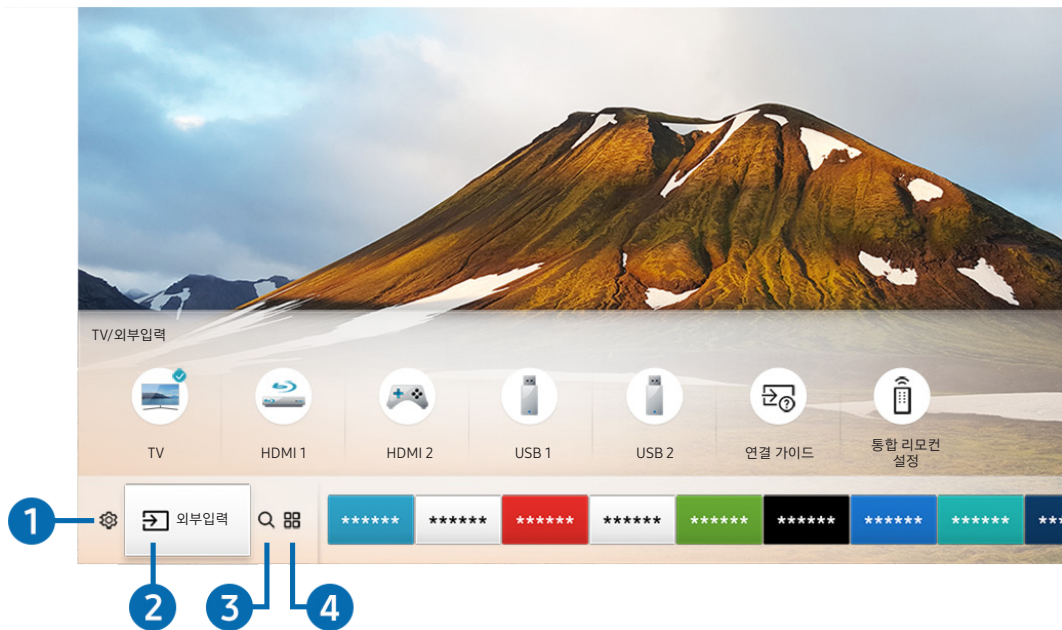 TV/외부입력
TV
HDMI 1
HDMI 2
USB 1
USB 2
연결 가이드
통합 리모컨
설정
1
외부입력
****** ****** ****** ****** ****** ****** ****** ****** ***
2
3
4